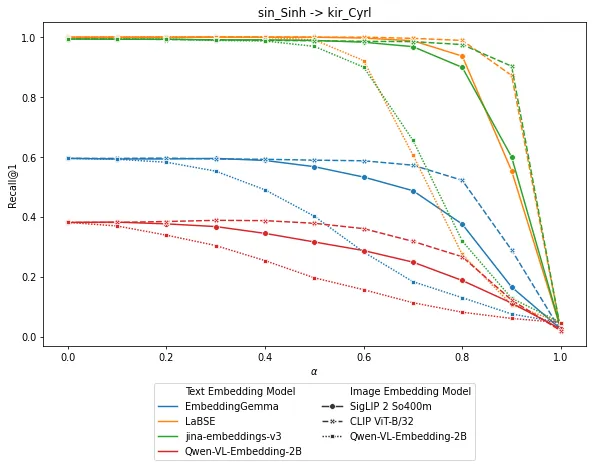 sin_Sinh -> kir_Cyrl
Recall@1
1.0
0.8
0.6
0.4
0.2
0.0
0.0 0.2 0.4 0.6 0.8 1.0
α
Text Embedding Model Image Embedding Model
EmbeddingGemma SigLIP 2 So400m
LaBSE CLIP ViT-B/32
jina-embeddings-v3 Qwen-VL-Embedding-2B
Qwen-VL-Embedding-2B